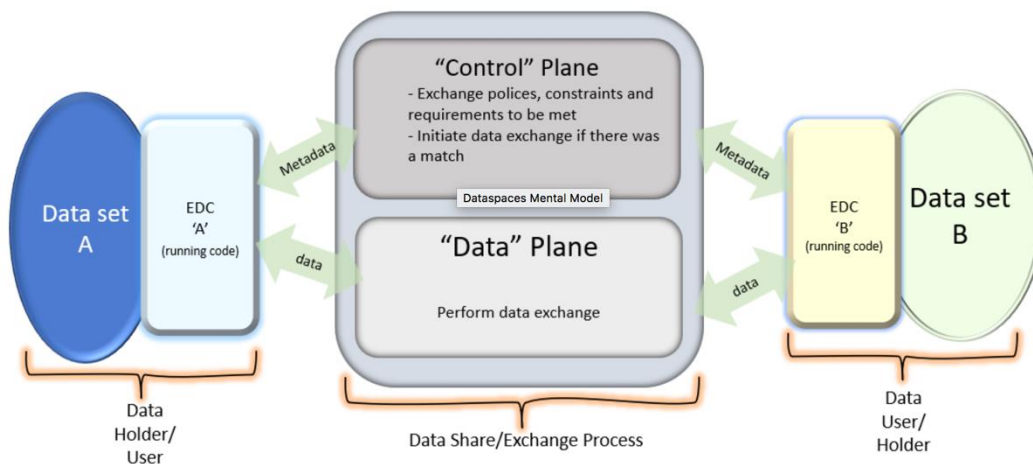 “Control” Plane
- Exchange polices, constraints and
requirements to be met
- Initiate data exchange if there was
a match
Metadata
Metadata
Dataspaces Mental Model
Data set
A
EDC
‘A’
(running code)
EDC
‘B’
(running code)
Data set
B
“Data” Plane
data
data
Perform data exchange
Data
Holder/
User
Data Share/Exchange Process
Data
User/
Holder